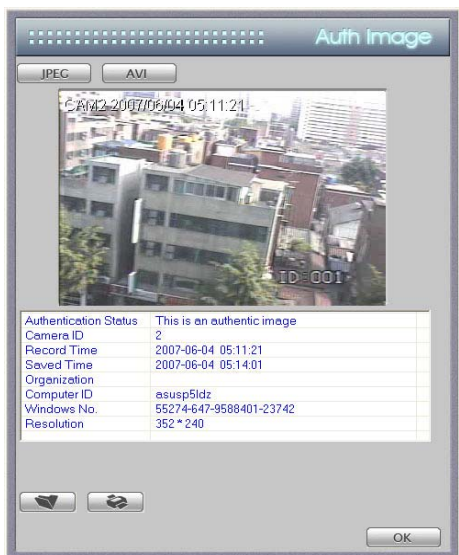 Auth Image
JPEG AVI
CAM2 2007/06/04 05:11:21
ID:001
Authentication Status This is an authentic image
Camera ID 2
Record Time 2007-06-04 05:11:21
Saved Time 2007-06-04 05:14:01
Organization
Computer ID asusp5ldz
Windows No. 55274-647-9588401-23742
Resolution 352 * 240
OK